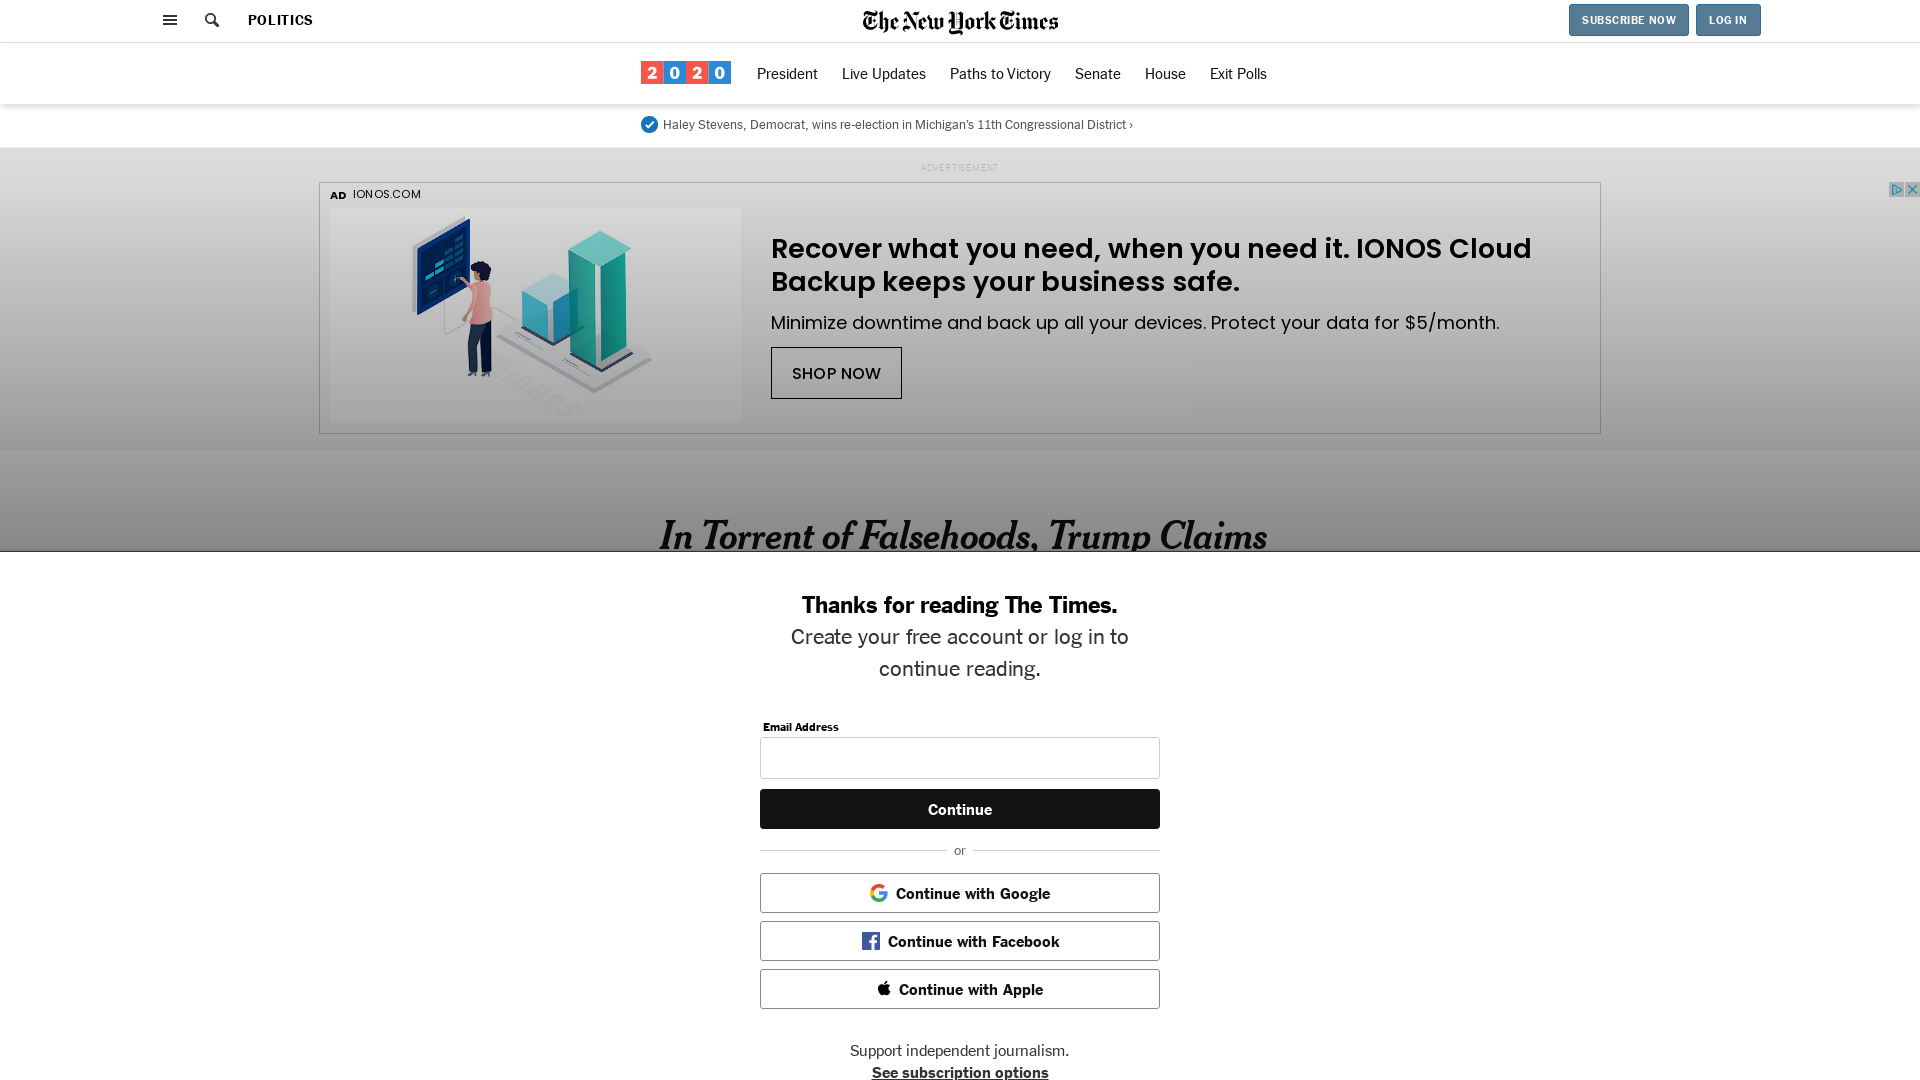 POLITICS
The New York Times
SUBSCRIBE NOW
LOG IN
2020
President
Live Updates
Paths to Victory
Senate
House
Exit Polls
Haley Stevens, Democrat, wins re-election in Michigan’s 11th Congressional District ›
ADVERTISEMENT
AD IONOS.COM
IONOS
Recover what you need, when you need it. IONOS Cloud
Backup keeps your business safe.
Minimize downtime and back up all your devices. Protect your data for $5/month.
SHOP NOW
In Torrent of Falsehoods, Trump Claims
Thanks for reading The Times.
Create your free account or log in to
continue reading.
Email Address
Continue
or
Continue with Google
Continue with Facebook
Continue with Apple
Support independent journalism.
See subscription options